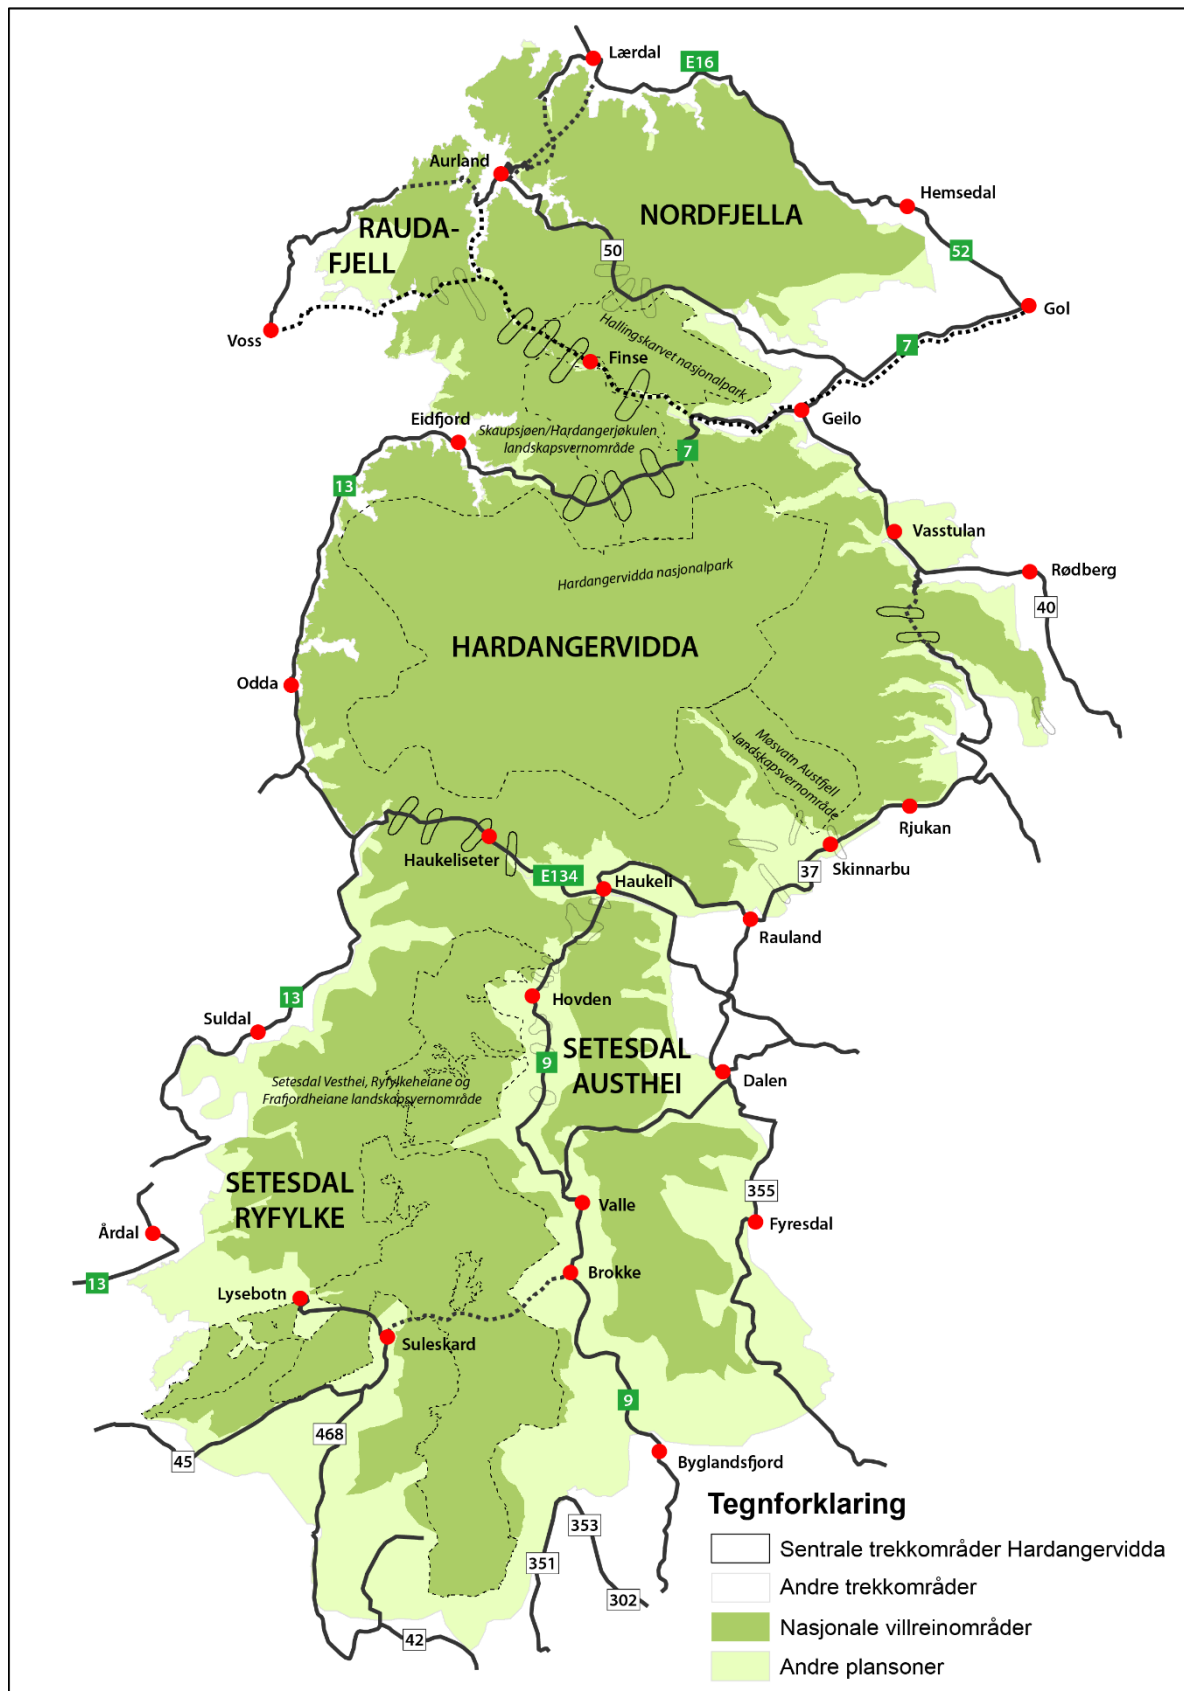 Lærdal
E16
Aurland
Hemsedal
NORDFJELLA
RAUDA-
FJELL
50
52
Gol
Voss
Hallingskarvet nasjonalpark
7
Finse
Geilo
Eidfjord
Skaupsjøen/Hardangerjøkulen
landskapsvernområde
7
13
Vasstulan
Hardangervidda nasjonalpark
Rødberg
40
HARDANGERVIDDA
Odda
Møsvatn Austfjell
landskapsvernområde
Rjukan
Haukeliseter
Skinnarbu
37
E134
Haukeli
Rauland
13
Hovden
Suldal
SETESDAL
AUSTHEI
9
Dalen
Setesdal Vesthei, Ryfylkeheiane og
Frafjordheiane landskapsvernområde
SETESDAL
RYFYLKE
355
Valle
Fyresdal
Årdal
Brokke
13
Lysebotn
Suleskard
9
468
45
Byglandsfjord
353
351
302
42
Tegnforklaring
Sentrale trekkområder Hardangervidda
Andre trekkområder
Nasjonale villreinområder
Andre plansoner